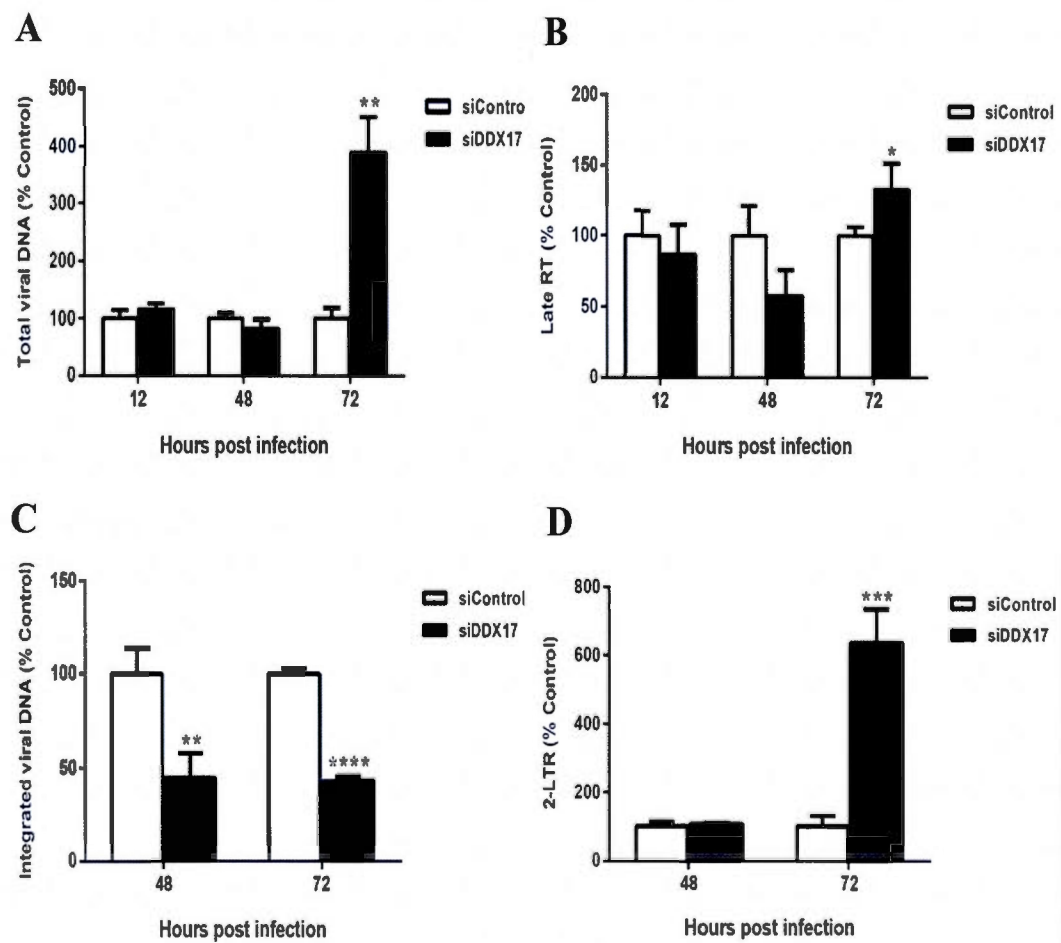 A
Total viral DNA (% Control)
500
400
300
200
100
0
**
siContro
siDDX17
12
48
72
Hours post infection
B
Late RT (% Control)
200
150
100
50
0
*
siControl
siDDX17
12
48
72
Hours post infection
C
Integrated viral DNA (% Control)
150
100
50
0
**
****
siControl
siDDX17
48
72
Hours post infection
D
2-LTR (% Control)
800
600
400
200
0
***
siControl
siDDX17
48
72
Hours post infection